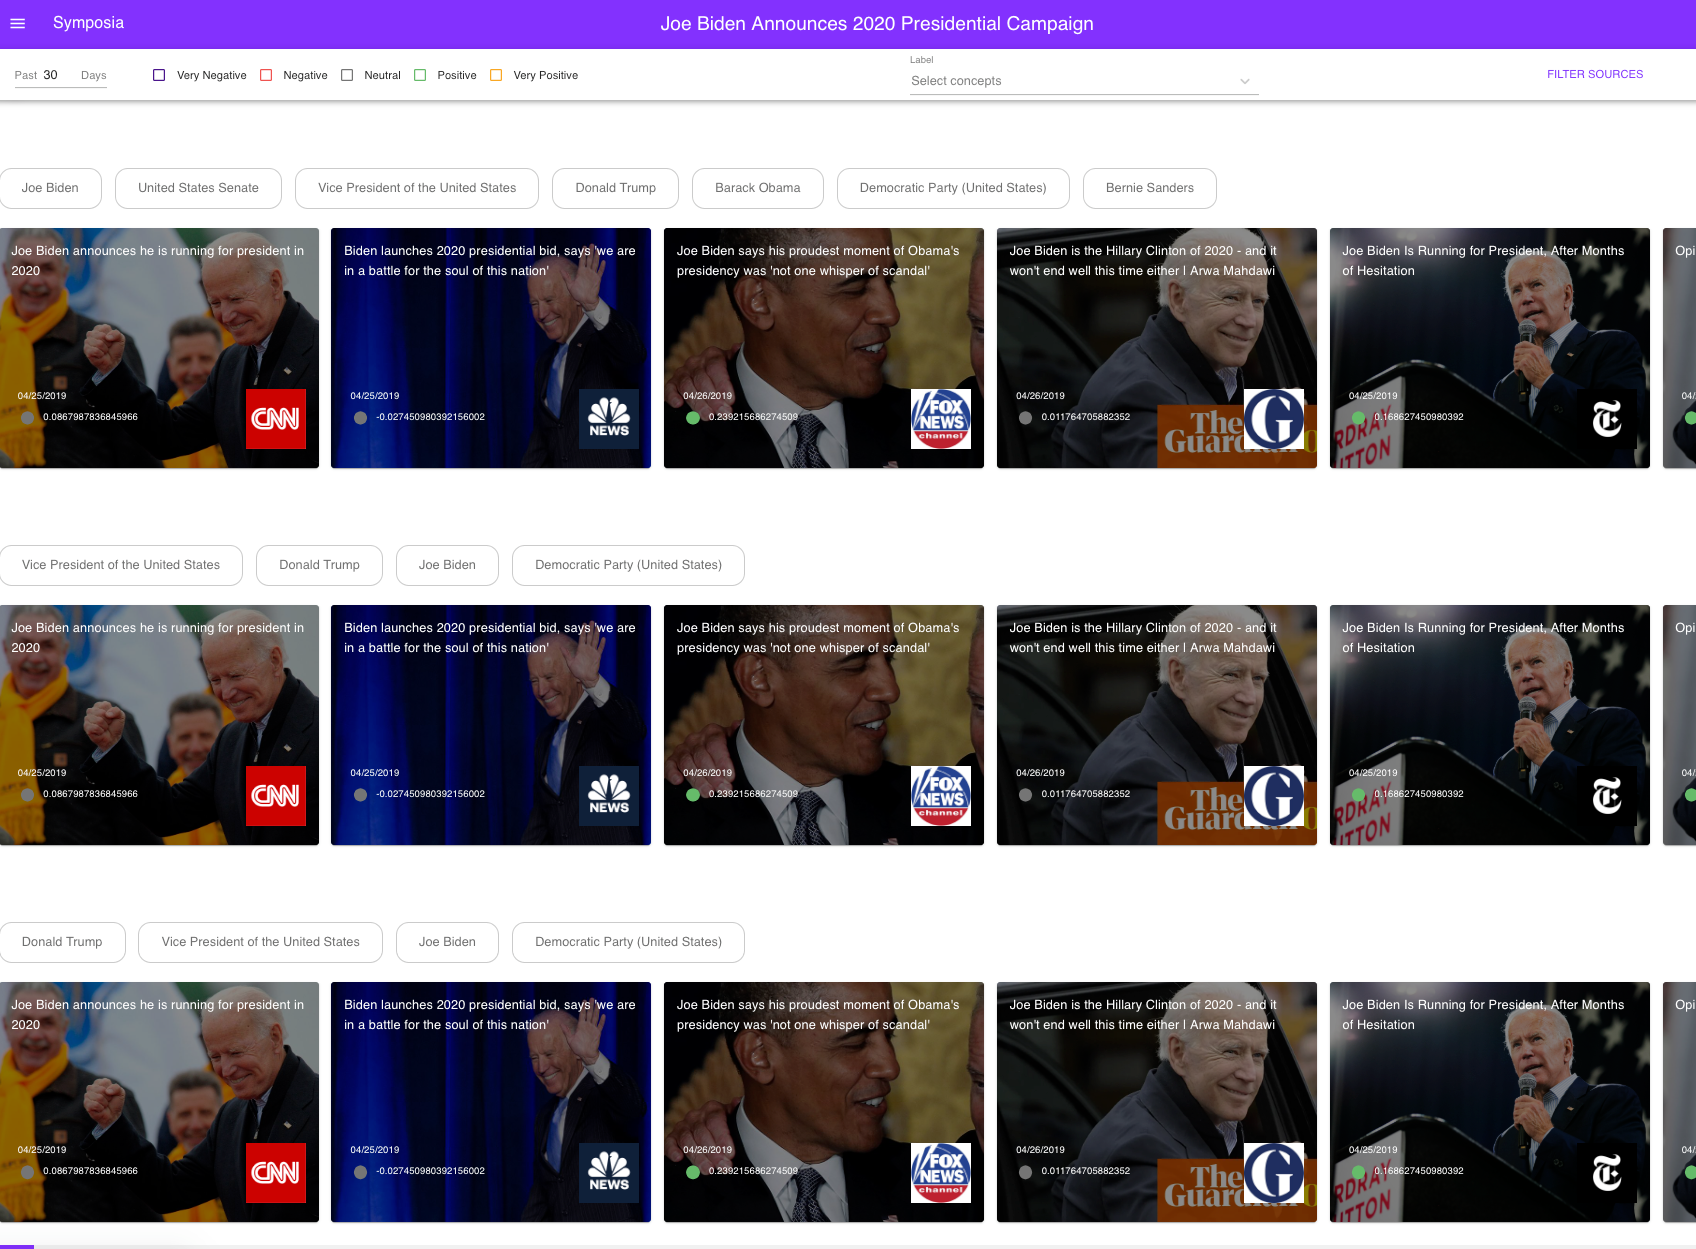 Symposia
Joe Biden Announces 2020 Presidential Campaign
Past 30 Days
Very Negative
Negative
Neutral
Positive
Very Positive
Label
Select concepts
FILTER SOURCES
Joe Biden
United States Senate
Vice President of the United States
Donald Trump
Barack Obama
Democratic Party (United States)
Bernie Sanders
Joe Biden announces he is running for president in
2020
04/25/2019
0.0867987836845966
CNN
Biden launches 2020 presidential bid, says 'we are
in a battle for the soul of this nation'
04/25/2019
-0.027450980392156002
NEWS
Joe Biden says his proudest moment of Obama's
presidency was 'not one whisper of scandal'
04/26/2019
0.239215686274509
FOX
NEWS
channel
Joe Biden is the Hillary Clinton of 2020 - and it
won't end well this time either | Arwa Mahdawi
04/26/2019
0.011764705882352
The
Guardian
G
Joe Biden Is Running for President, After Months
of Hesitation
04/25/2019
0.168627450980392
RDRAY
ITTON
T
Opi
04/
Vice President of the United States
Donald Trump
Joe Biden
Democratic Party (United States)
Joe Biden announces he is running for president in
2020
04/25/2019
0.0867987836845966
CNN
Biden launches 2020 presidential bid, says 'we are
in a battle for the soul of this nation'
04/25/2019
-0.027450980392156002
NEWS
Joe Biden says his proudest moment of Obama's
presidency was 'not one whisper of scandal'
04/26/2019
0.239215686274509
FOX
NEWS
channel
Joe Biden is the Hillary Clinton of 2020 - and it
won't end well this time either | Arwa Mahdawi
04/26/2019
0.011764705882352
The
Guardian
G
Joe Biden Is Running for President, After Months
of Hesitation
04/25/2019
0.168627450980392
RDRAY
ITTON
T
Opi
04/
Donald Trump
Vice President of the United States
Joe Biden
Democratic Party (United States)
Joe Biden announces he is running for president in
2020
04/25/2019
0.0867987836845966
CNN
Biden launches 2020 presidential bid, says 'we are
in a battle for the soul of this nation'
04/25/2019
-0.027450980392156002
NEWS
Joe Biden says his proudest moment of Obama's
presidency was 'not one whisper of scandal'
04/26/2019
0.239215686274509
FOX
NEWS
channel
Joe Biden is the Hillary Clinton of 2020 - and it
won't end well this time either | Arwa Mahdawi
04/26/2019
0.011764705882352
The
Guardian
G
Joe Biden Is Running for President, After Months
of Hesitation
04/25/2019
0.168627450980392
RDRAY
ITTON
T
Opi
04/